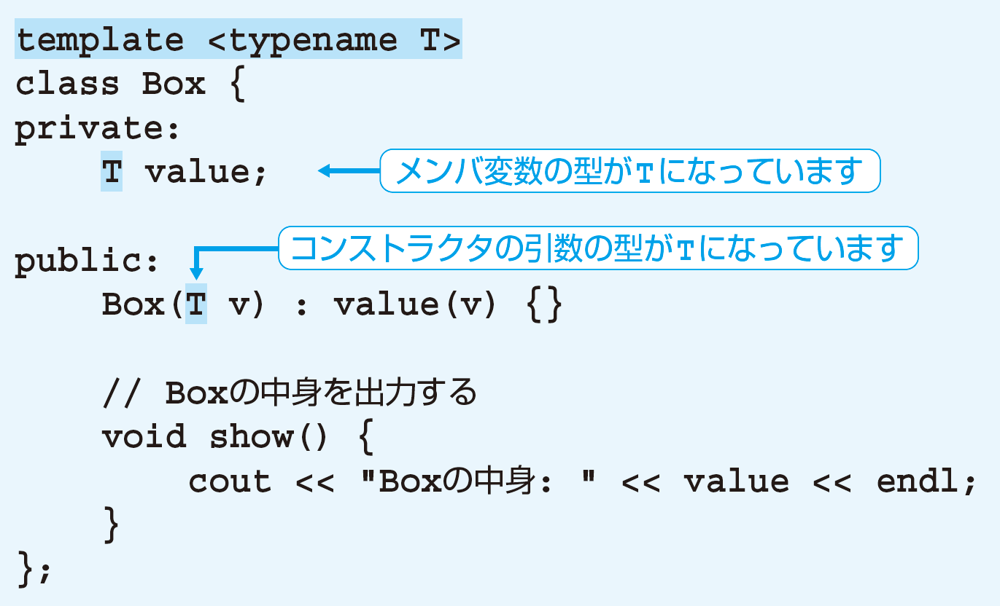 template <typename T>
class Box {
private:
    T value;
メンバ変数の型がTになっています
public:
コンストラクタの引数の型がTになっています
    Box(T v) : value(v) {}
    // Boxの中身を出力する
    void show() {
        cout << "Boxの中身: " << value << endl;
    }
};